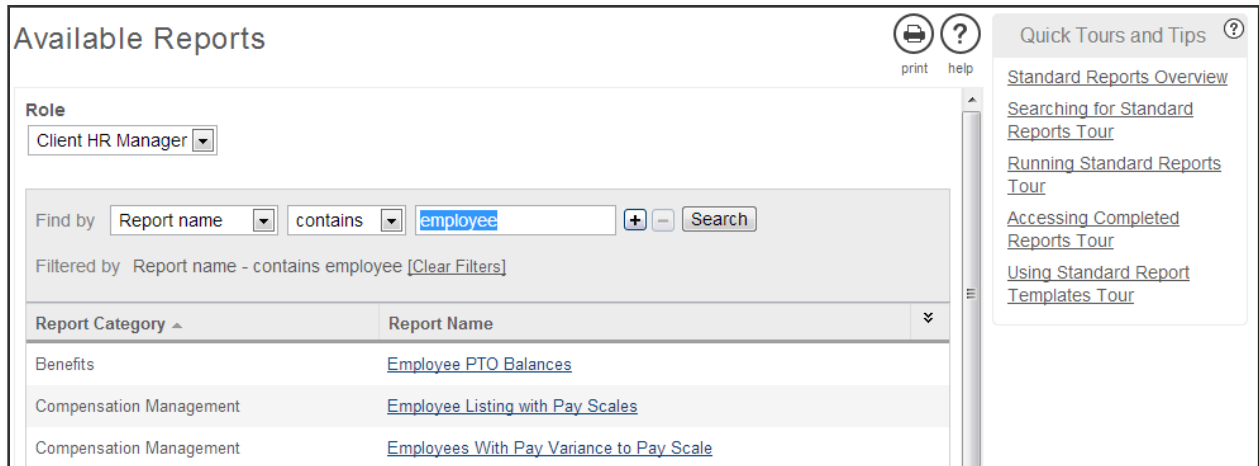 Available Reports
print help
Role
Client HR Manager
Find by Report name contains employee + - Search
Filtered by Report name - contains employee [Clear Filters]
Report Category Report Name
Benefits Employee PTO Balances
Compensation Management Employee Listing with Pay Scales
Compensation Management Employees With Pay Variance to Pay Scale
Quick Tours and Tips ?
Standard Reports Overview
Searching for Standard
Reports Tour
Running Standard Reports
Tour
Accessing Completed
Reports Tour
Using Standard Report
Templates Tour